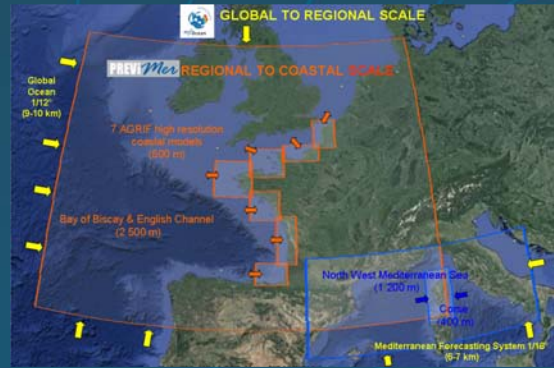 GLOBAL TO REGIONAL SCALE
PREVIMer REGIONAL TO COASTAL SCALE
Global
Ocean
1/12°
(9-10 km)
7 AGRIF high resolution
coastal models
(500 m)
Bay of Biscay & English Channel
(2 500 m)
North West Mediterranean Sea
(1 200 m)
Corse
(400 m)
Mediterranean Forecasting System 1/16°
(6-7 km)